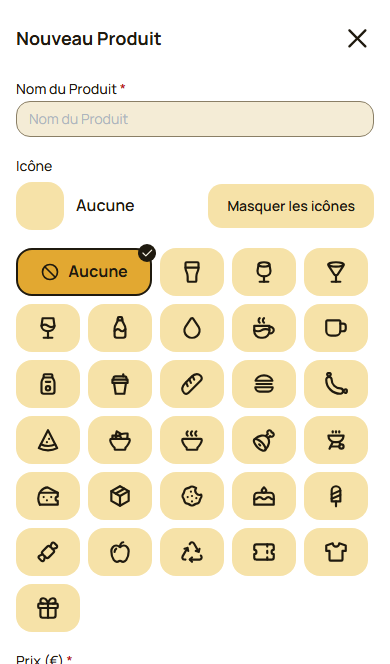 Nouveau Produit
Nom du Produit *
Nom du Produit
Icône
Aucune
Masquer les icônes
Aucune
Prix (€) *